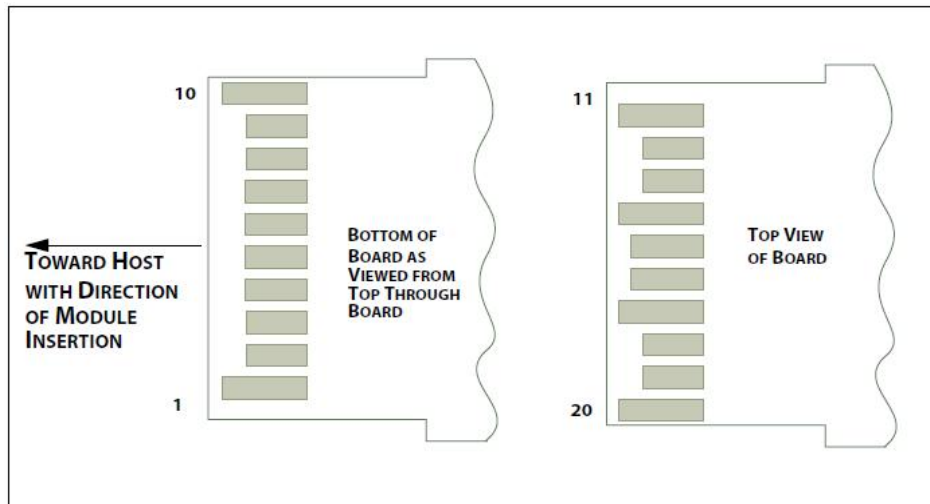 10
1
TOWARD HOST
WITH DIRECTION
OF MODULE
INSERTION
BOTTOM OF
BOARD AS
VIEWED FROM
TOP THROUGH
BOARD
11
20
TOP VIEW
OF BOARD